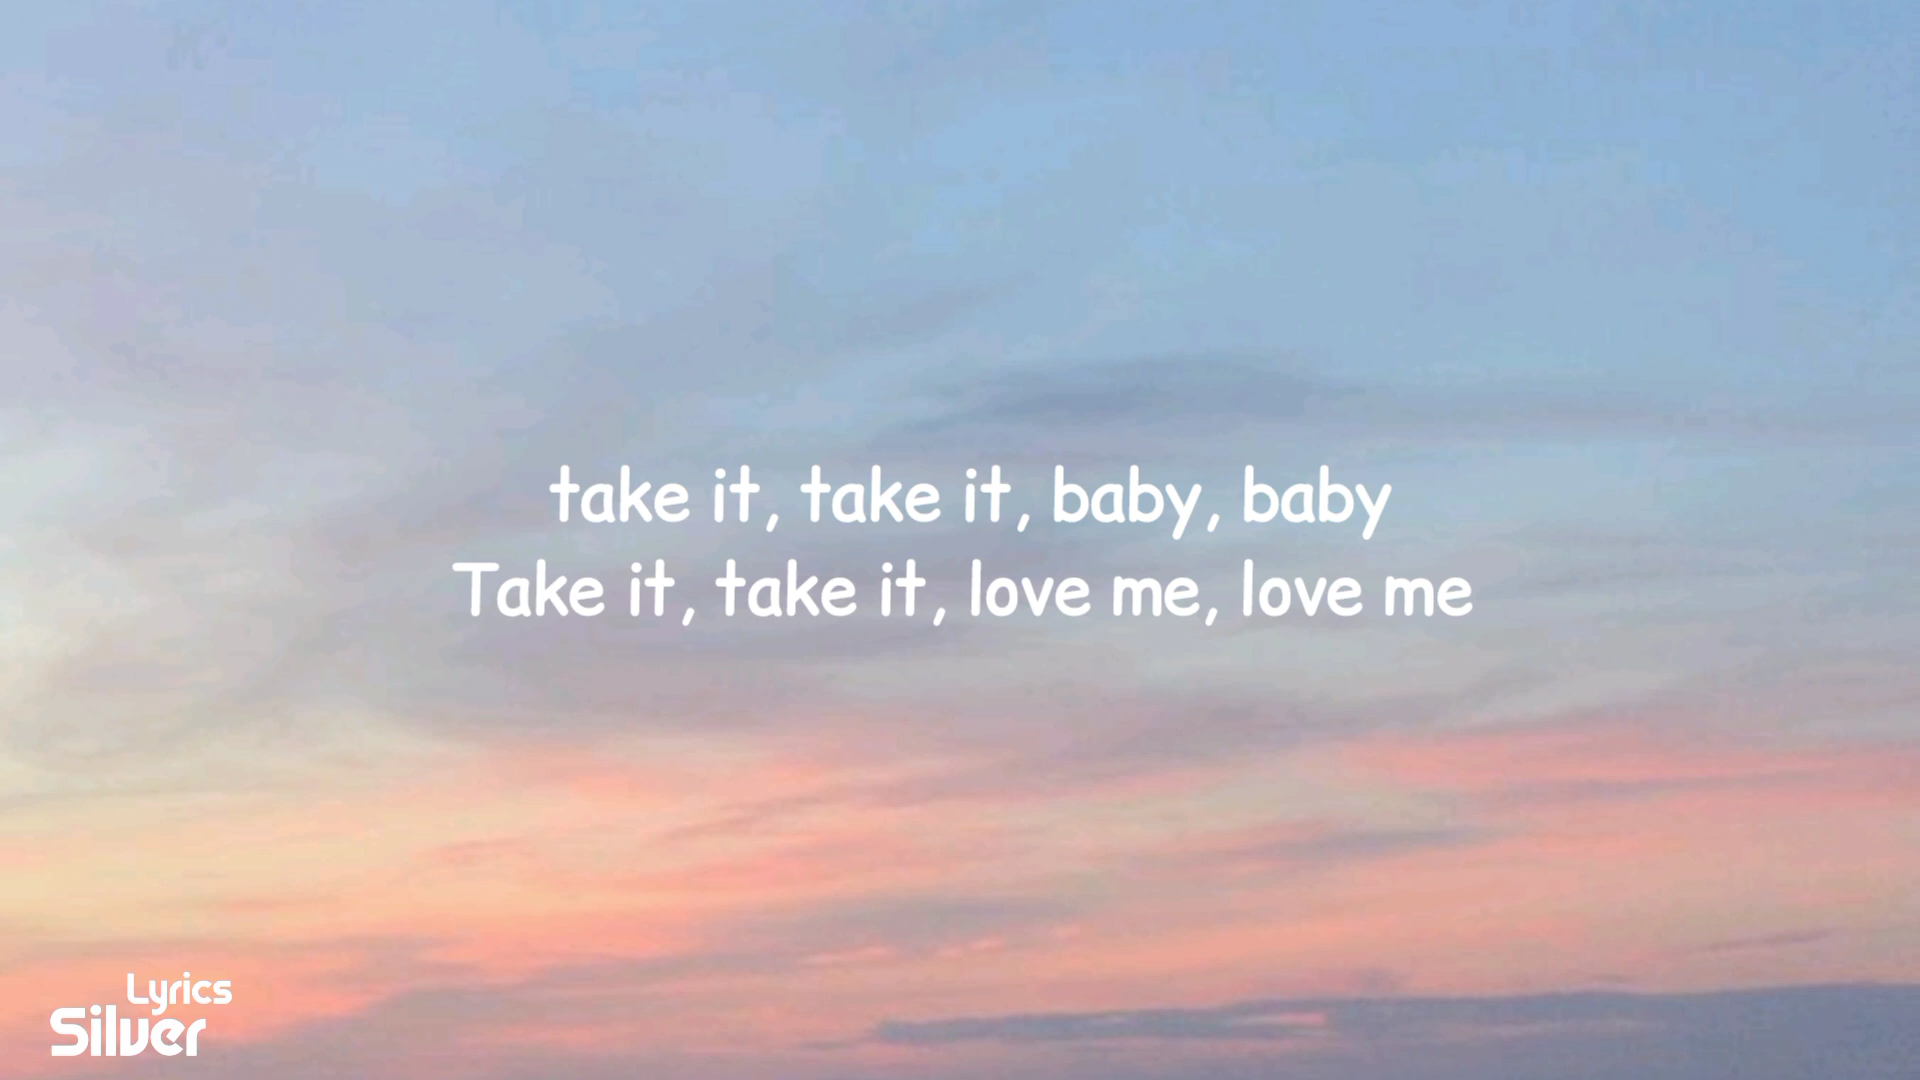 take it, take it, baby, baby
Take it, take it, love me, love me
Lyrics
Silver